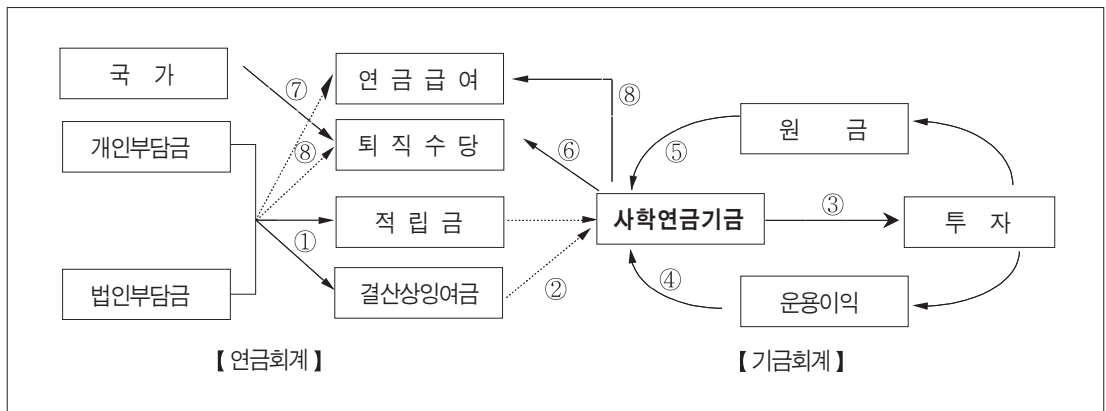 국 가
⑦
연 금 급 여
⑧
원 금
개인부담금
⑧
퇴 직 수 당
⑥
⑤
적 립 금
사학연금기금
③
투 자
①
법인부담금
결산상잉여금
②
④
운용이익
【 연금회계 】
【 기금회계 】